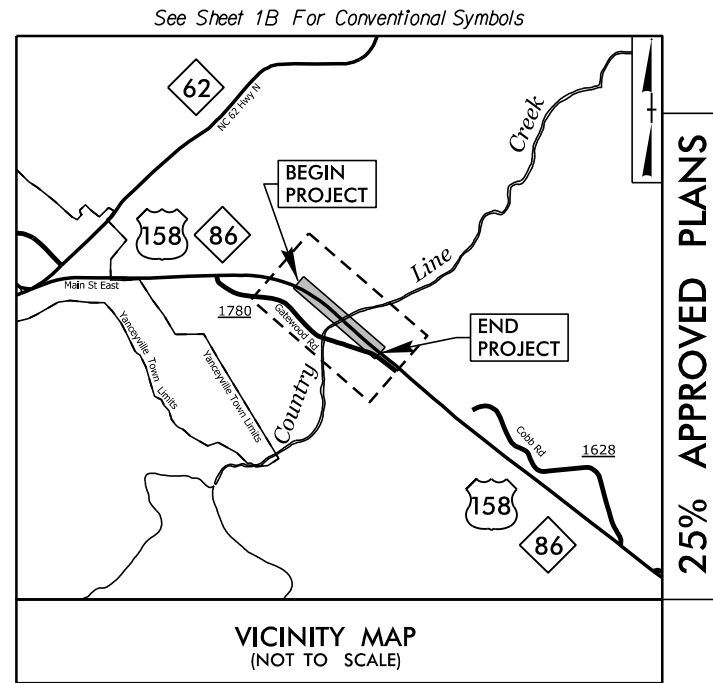 See Sheet 1B For Conventional Symbols
62
NC 62 Hwy N
Creek
BEGIN
PROJECT
158
86
Line
Main St East
1780
Gatewood Rd
END
PROJECT
Yanceyville Town
Limits
Yanceyville Town Limits
Country
Cobb Rd
1628
158
86
25% APPROVED PLANS
VICINITY MAP
(NOT TO SCALE)